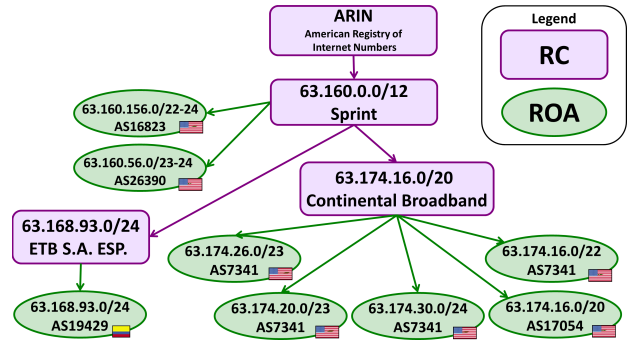 ARIN
American Registry of
Internet Numbers
Legend
RC
ROA
63.160.0.0/12
Sprint
63.160.156.0/22-24
AS16823
63.160.56.0/23-24
AS26390
63.174.16.0/20
Continental Broadband
63.168.93.0/24
ETB S.A. ESP.
63.174.26.0/23
AS7341
63.174.16.0/22
AS7341
63.168.93.0/24
AS19429
63.174.20.0/23
AS7341
63.174.30.0/24
AS7341
63.174.16.0/20
AS17054